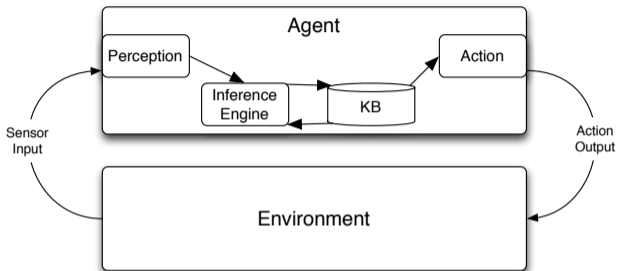 Agent
Perception
Action
Inference
Engine
KB
Sensor
Input
Action
Output
Environment